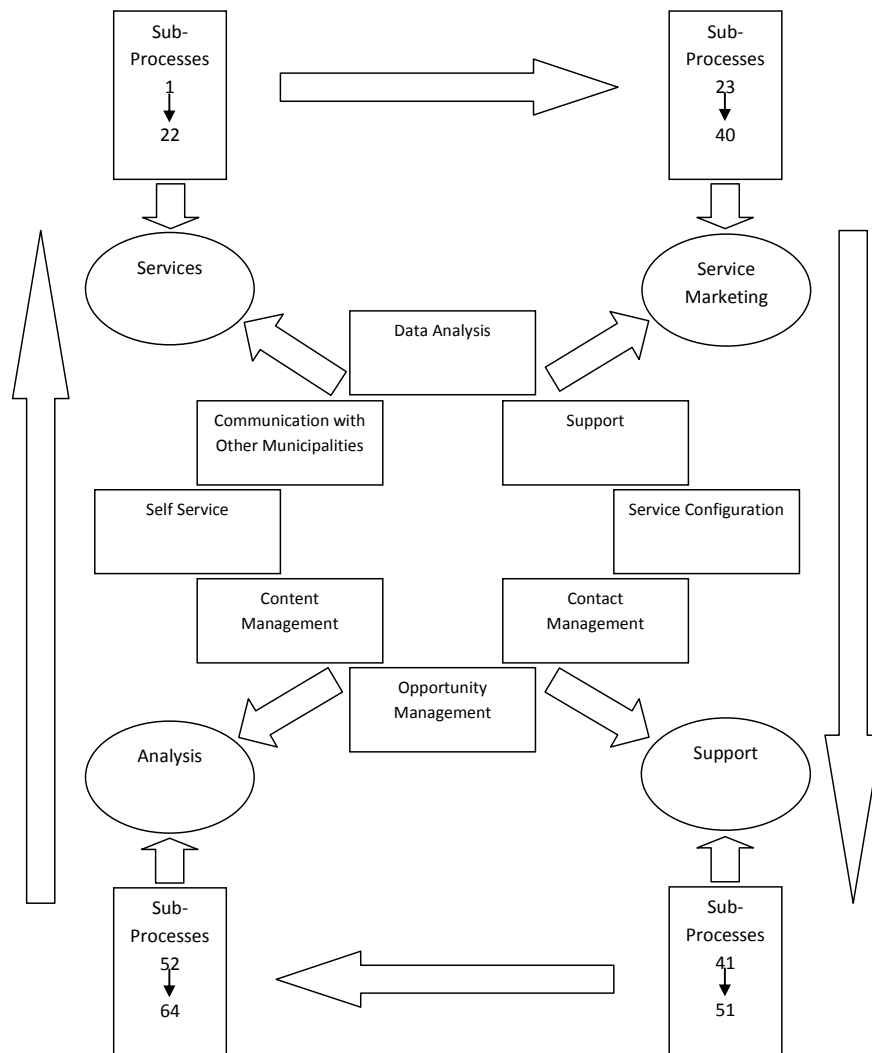 Sub-
Processes
1
22
Sub-
Processes
23
40
Services
Service
Marketing
Data Analysis
Communication with
Other Municipalities
Support
Self Service
Service Configuration
Content
Management
Contact
Management
Opportunity
Management
Analysis
Support
Sub-
Processes
52
64
Sub-
Processes
41
51